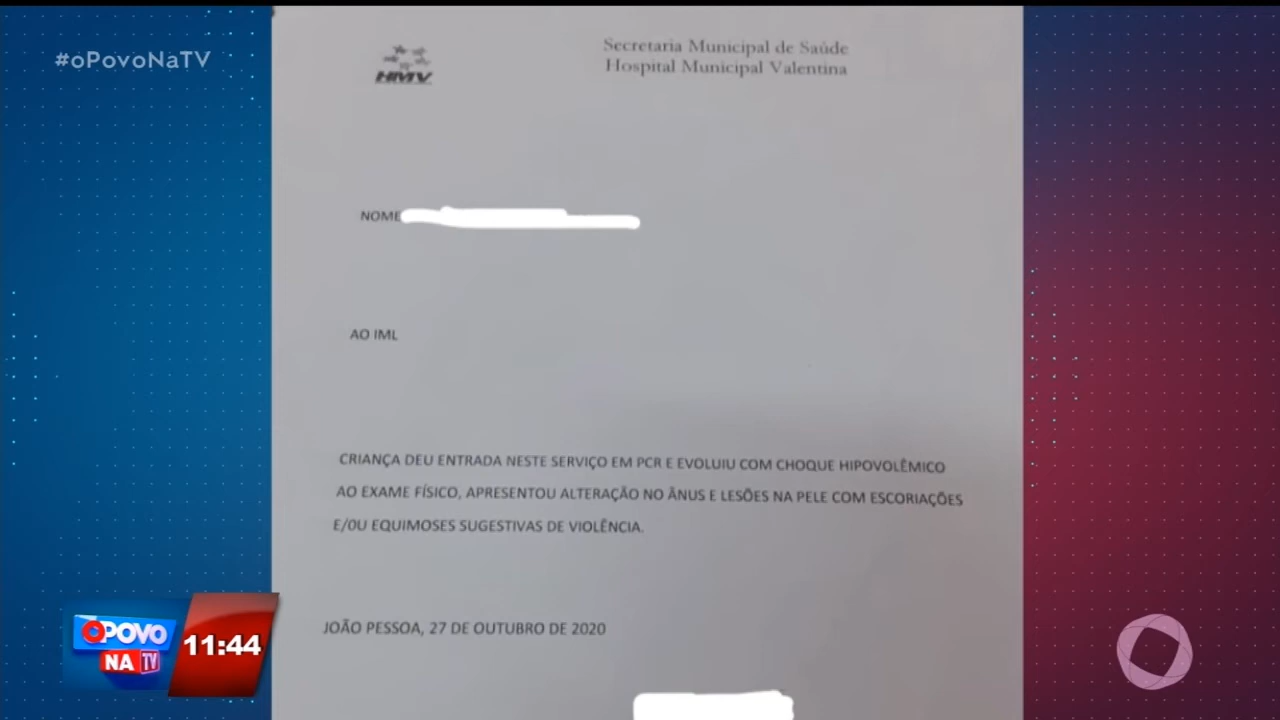 #oPovoNaTV
HMV
Secretaria Municipal de Saúde
Hospital Municipal Valentina
NOME
AO IML
CRIANÇA DEU ENTRADA NESTE SERVIÇO EM PCR E EVOLUIU COM CHOQUE HIPOVOLÊMICO
AO EXAME FÍSICO, APRESENTOU ALTERAÇÃO NO ÂNUS E LESÕES NA PELE COM ESCORIAÇÕES
E/OU EQUIMOSES SUGESTIVAS DE VIOLÊNCIA.
JOÃO PESSOA, 27 DE OUTUBRO DE 2020
O POVO
NA TV
11:44